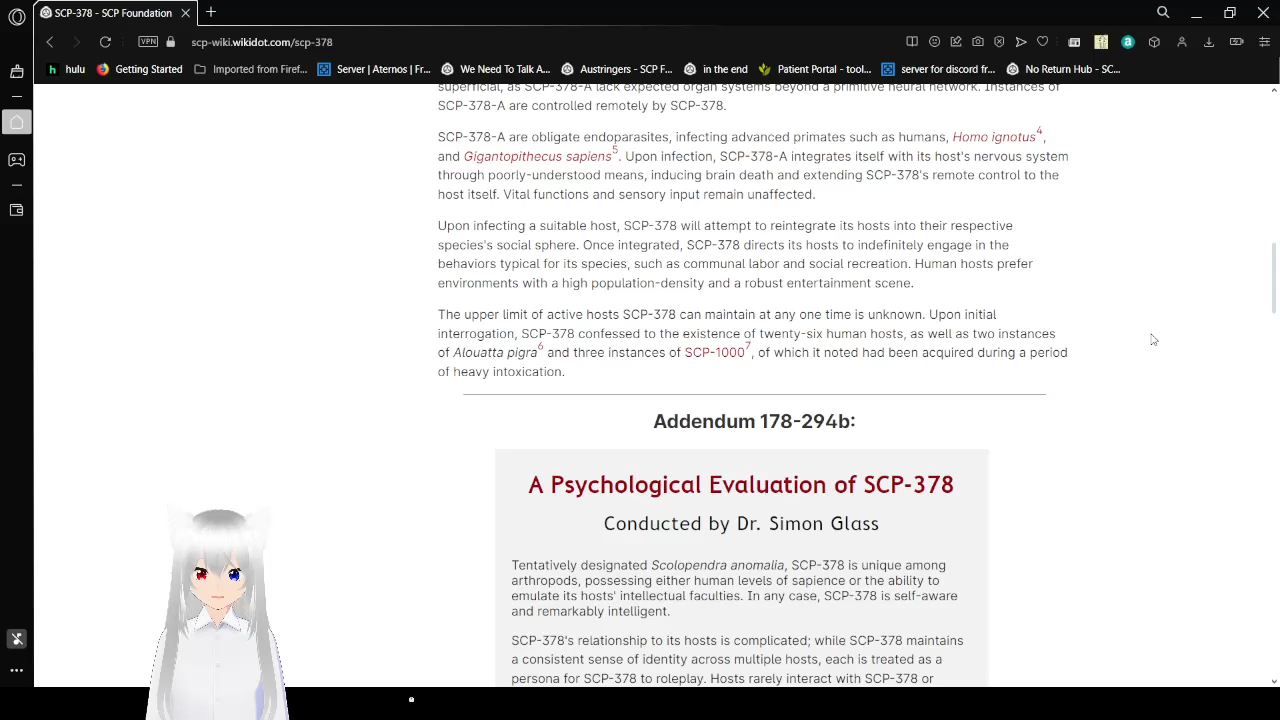 SCP-378 - SCP Foundation
VPN
scp-wiki.wikidot.com/scp-378
hulu
Getting Started
Imported from Firef...
Server | Aternos | Fr...
We Need To Talk A...
Austringers - SCP F...
in the end
Patient Portal - tool...
server for discord fr...
No Return Hub - SC...
superficial, as SCP-378-A lack expected organ systems beyond a primitive neural network. Instances of
SCP-378-A are controlled remotely by SCP-378.
SCP-378-A are obligate endoparasites, infecting advanced primates such as humans, Homo ignotus4,
and Gigantopithecus sapiens5. Upon infection, SCP-378-A integrates itself with its host's nervous system
through poorly-understood means, inducing brain death and extending SCP-378's remote control to the
host itself. Vital functions and sensory input remain unaffected.
Upon infecting a suitable host, SCP-378 will attempt to reintegrate its hosts into their respective
species's social sphere. Once integrated, SCP-378 directs its hosts to indefinitely engage in the
behaviors typical for its species, such as communal labor and social recreation. Human hosts prefer
environments with a high population-density and a robust entertainment scene.
The upper limit of active hosts SCP-378 can maintain at any one time is unknown. Upon initial
interrogation, SCP-378 confessed to the existence of twenty-six human hosts, as well as two instances
of Alouatta pigra6 and three instances of SCP-10007, of which it noted had been acquired during a period
of heavy intoxication.
Addendum 178-294b:
A Psychological Evaluation of SCP-378
Conducted by Dr. Simon Glass
Tentatively designated Scolopendra anomalia, SCP-378 is unique among
arthropods, possessing either human levels of sapience or the ability to
emulate its hosts' intellectual faculties. In any case, SCP-378 is self-aware
and remarkably intelligent.
SCP-378's relationship to its hosts is complicated; while SCP-378 maintains
a consistent sense of identity across multiple hosts, each is treated as a
persona for SCP-378 to roleplay. Hosts rarely interact with SCP-378 or